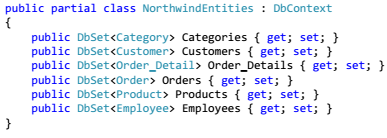 public partial class NorthwindEntities : DbContext
{
    public DbSet<Category> Categories { get; set; }
    public DbSet<Customer> Customers { get; set; }
    public DbSet<Order_Detail> Order_Details { get; set; }
    public DbSet<Order> Orders { get; set; }
    public DbSet<Product> Products { get; set; }
    public DbSet<Employee> Employees { get; set; }
}